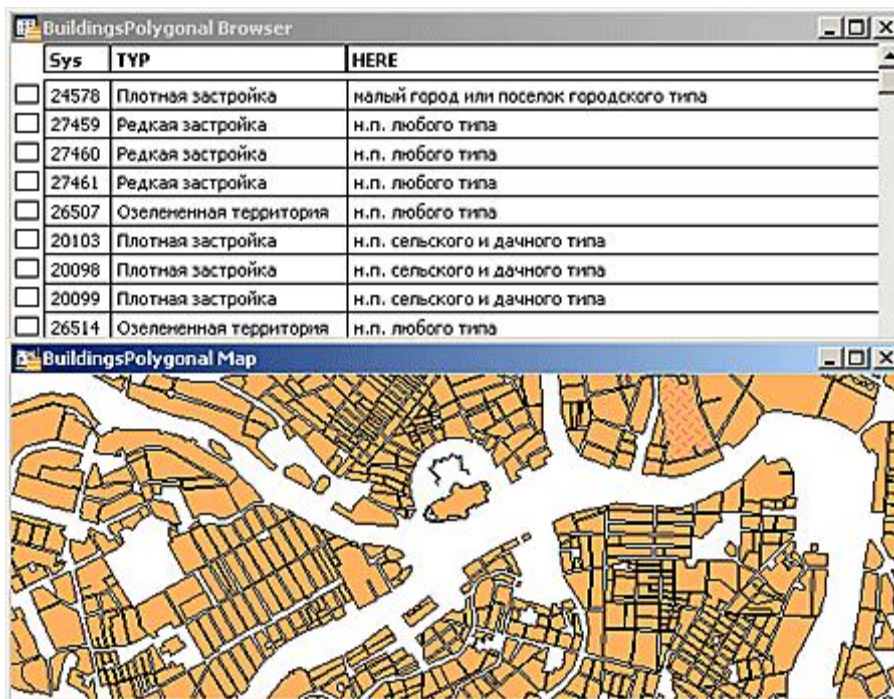 BuildingsPolygonal Browser
Sys TYP HERE
24578 Плотная застройка малый город или поселок городского типа
27459 Редкая застройка н.п. любого типа
27460 Редкая застройка н.п. любого типа
27461 Редкая застройка н.п. любого типа
26507 Озелененная территория н.п. любого типа
20103 Плотная застройка н.п. сельского и дачного типа
20098 Плотная застройка н.п. сельского и дачного типа
20099 Плотная застройка н.п. сельского и дачного типа
26514 Озелененная территория н.п. любого типа
BuildingsPolygonal Map